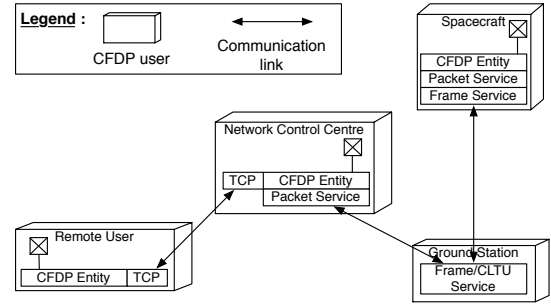 Legend :
CFDP user
Communication
link
Spacecraft
CFDP Entity
Packet Service
Frame Service
Network Control Centre
TCP CFDP Entity
Packet Service
Remote User
CFDP Entity TCP
Ground Station
Frame/CLTU
Service